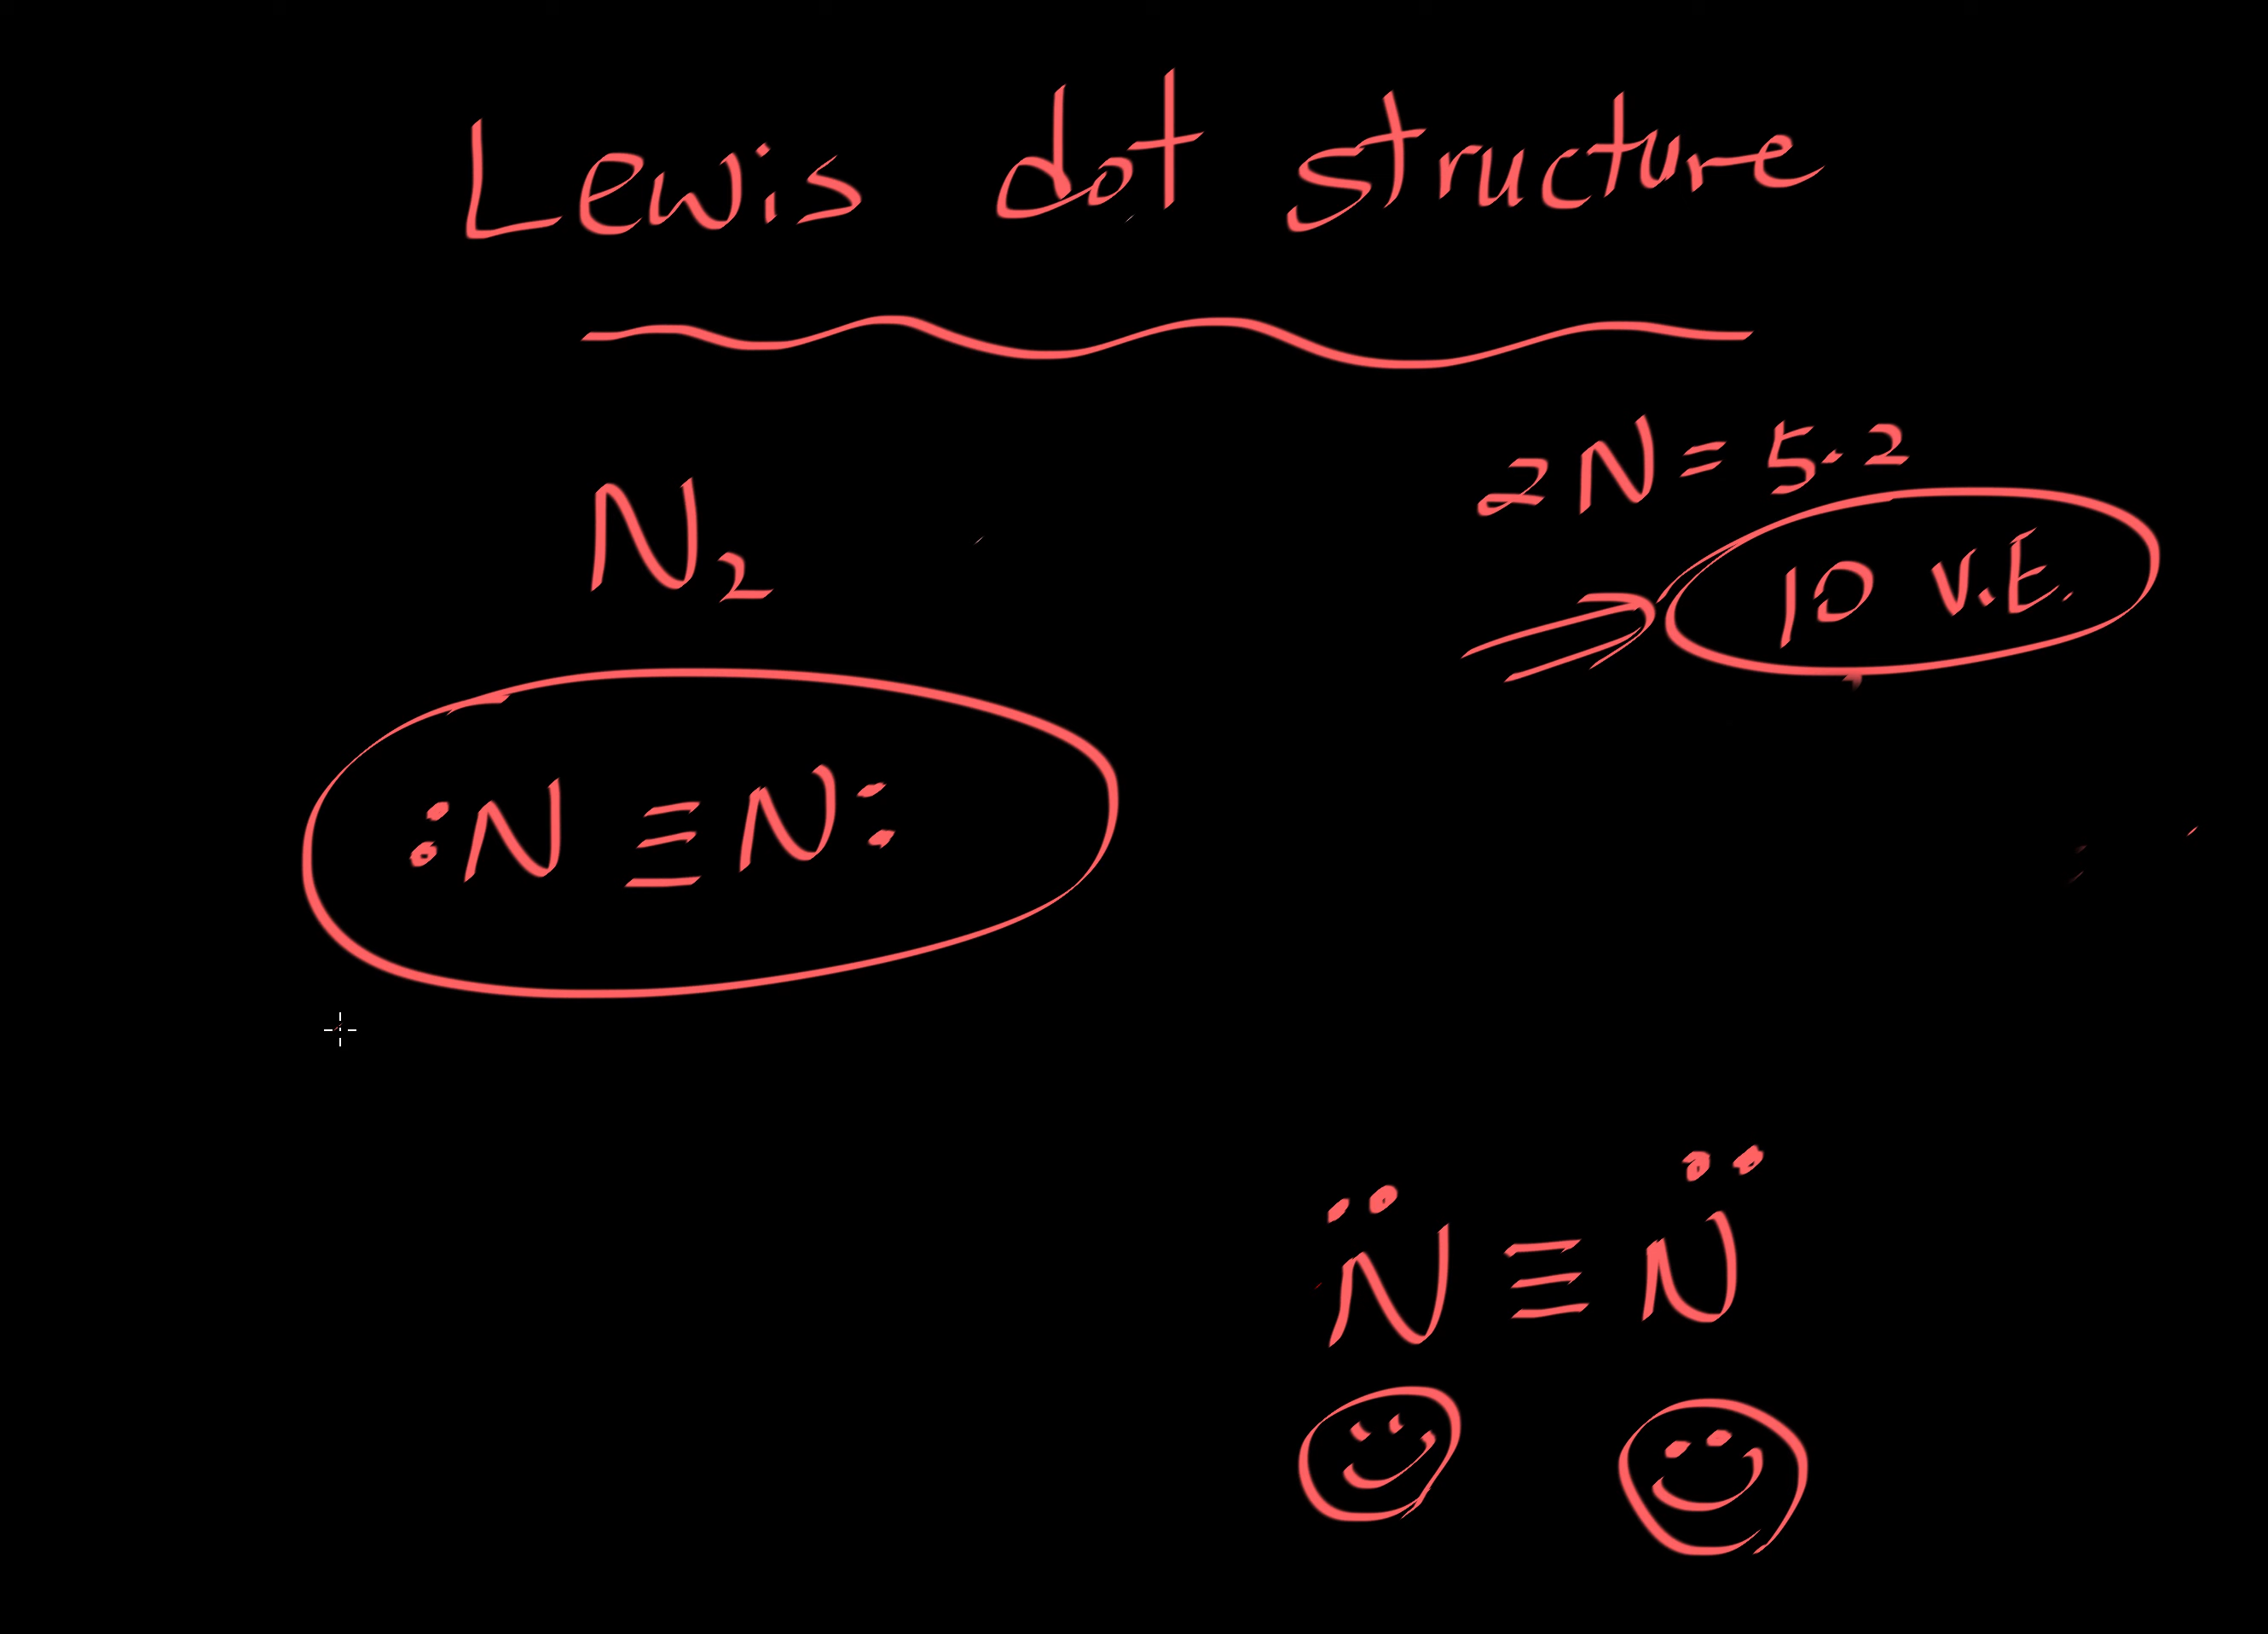 Lewis dot structure
N₂
2N = 5·2
⇒ 10 V.E.
:N≡N:
N̈≡N̈